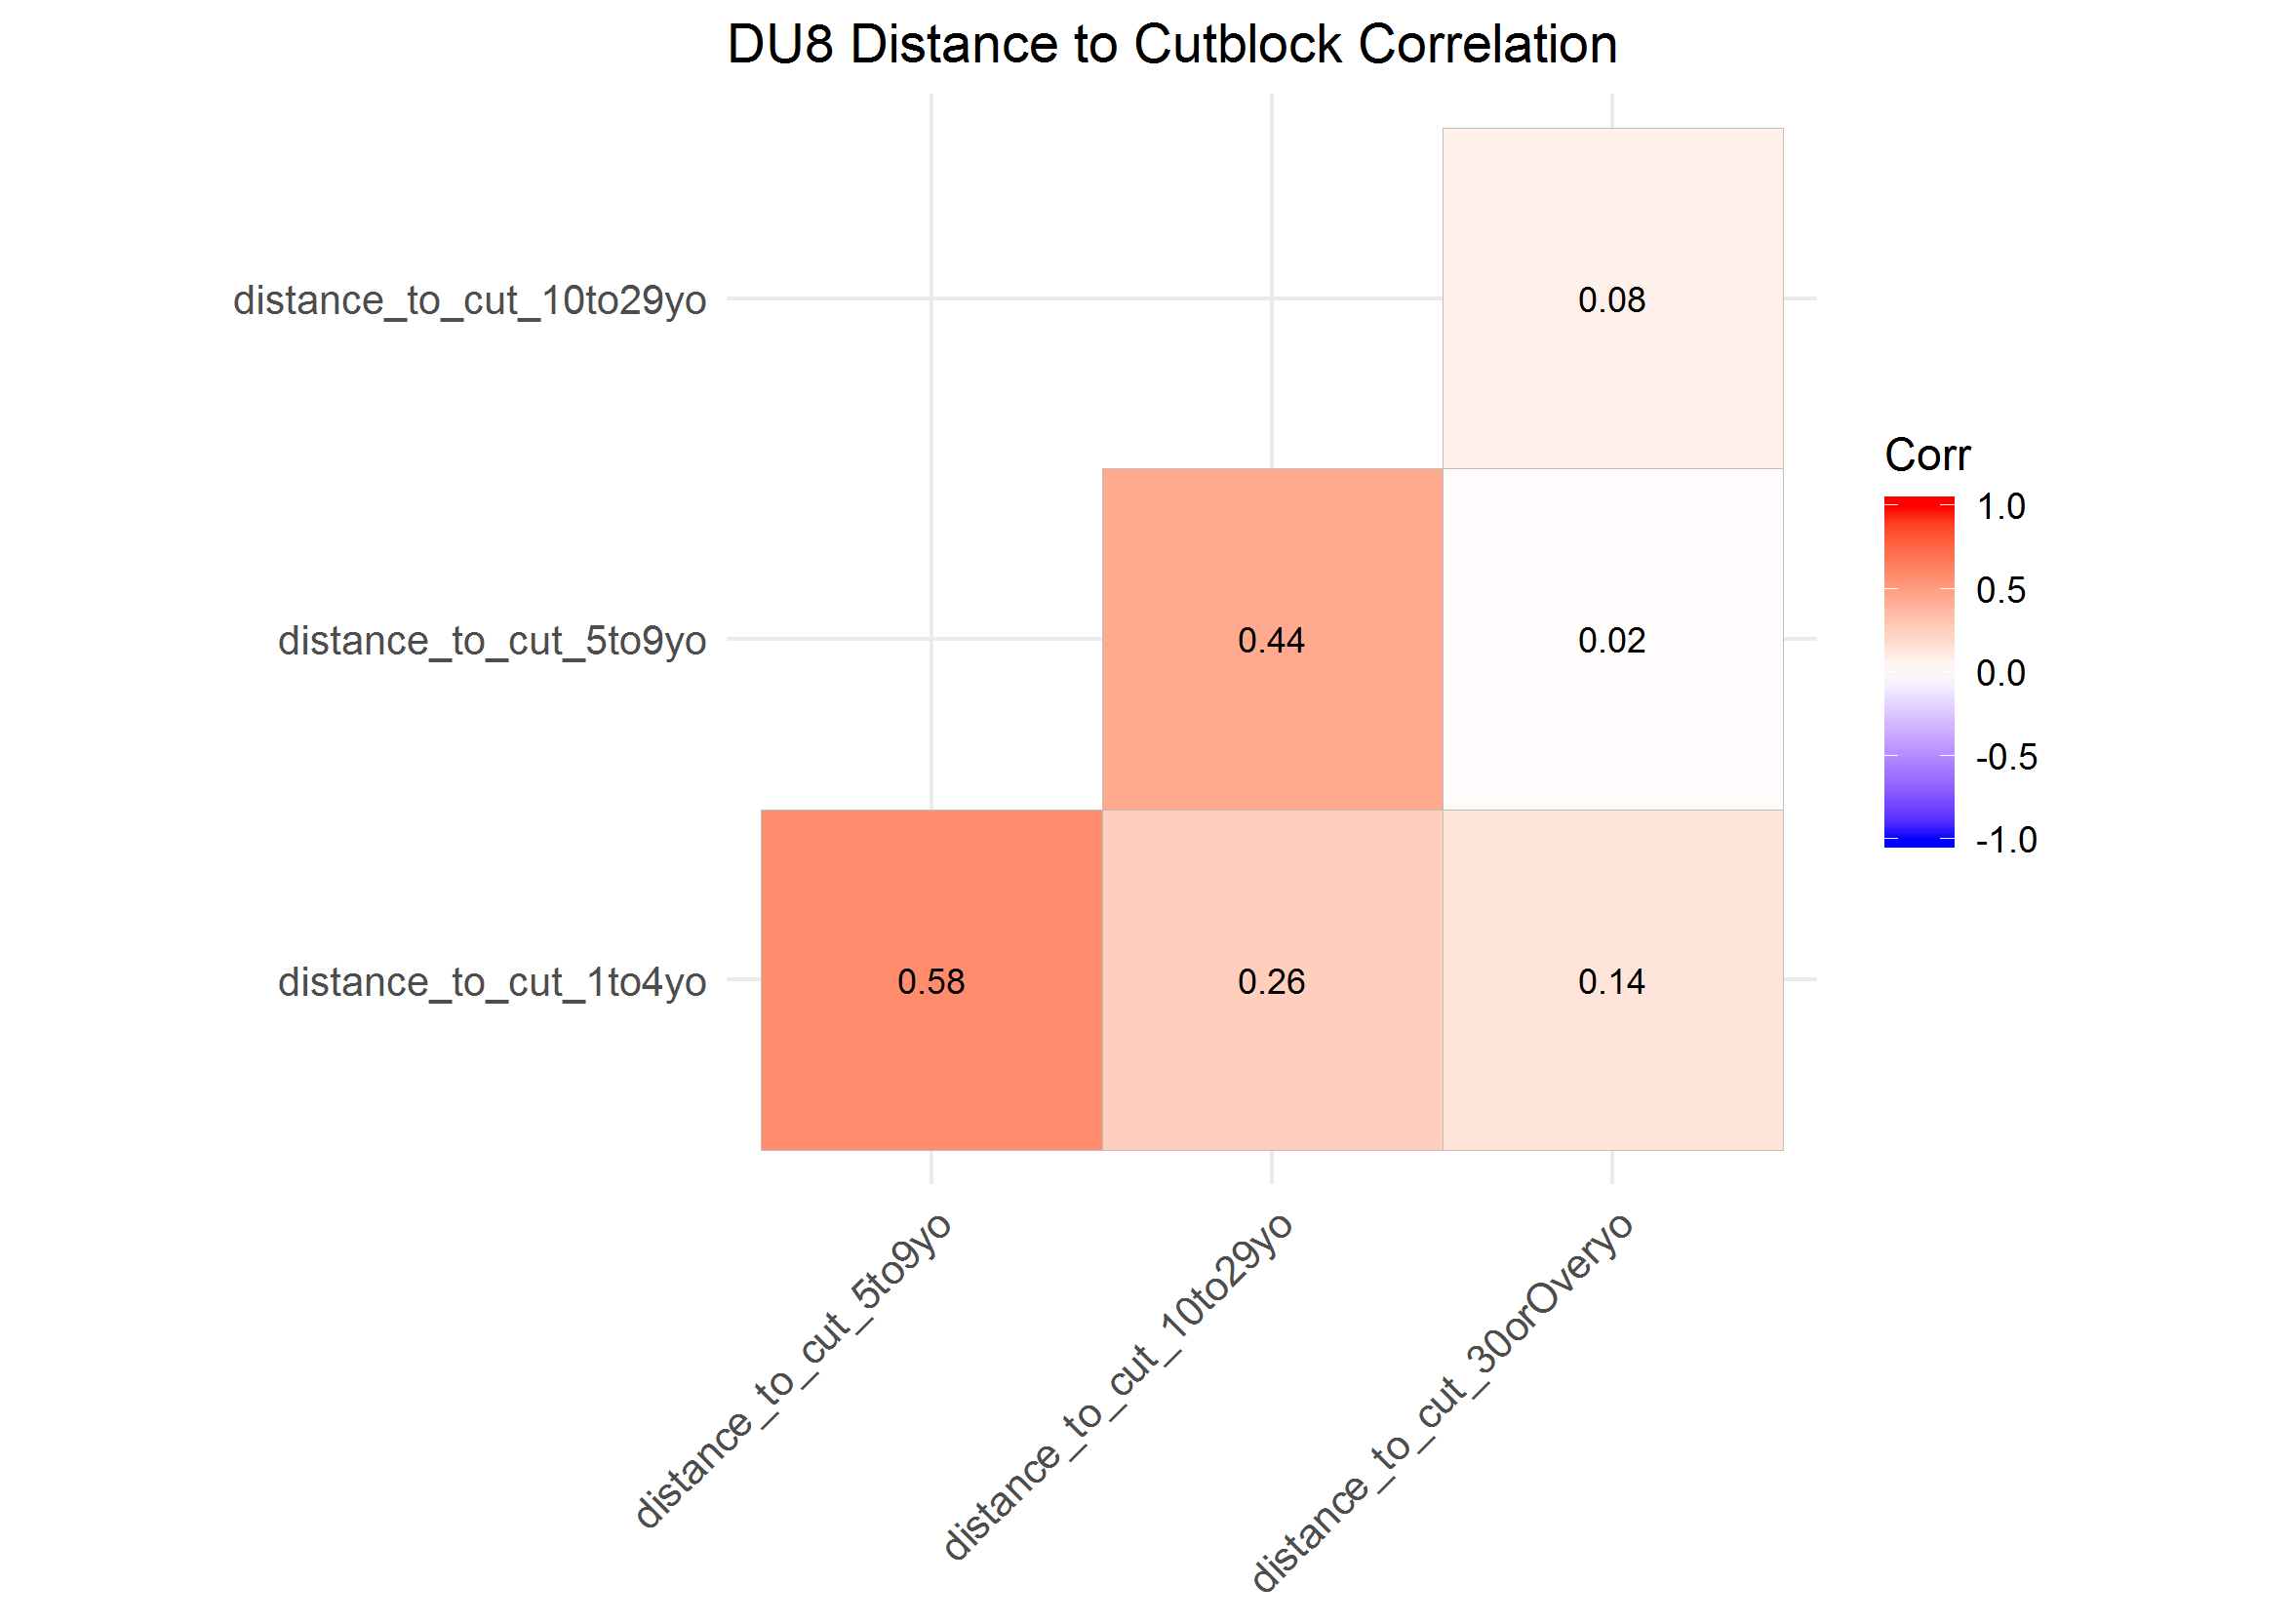 DU8 Distance to Cutblock Correlation
distance_to_cut_10to29yo
0.08
distance_to_cut_5to9yo
0.44
0.02
distance_to_cut_1to4yo
0.58
0.26
0.14
distance_to_cut_5to9yo
distance_to_cut_10to29yo
distance_to_cut_30orOveryo
Corr
1.0
0.5
0.0
-0.5
-1.0